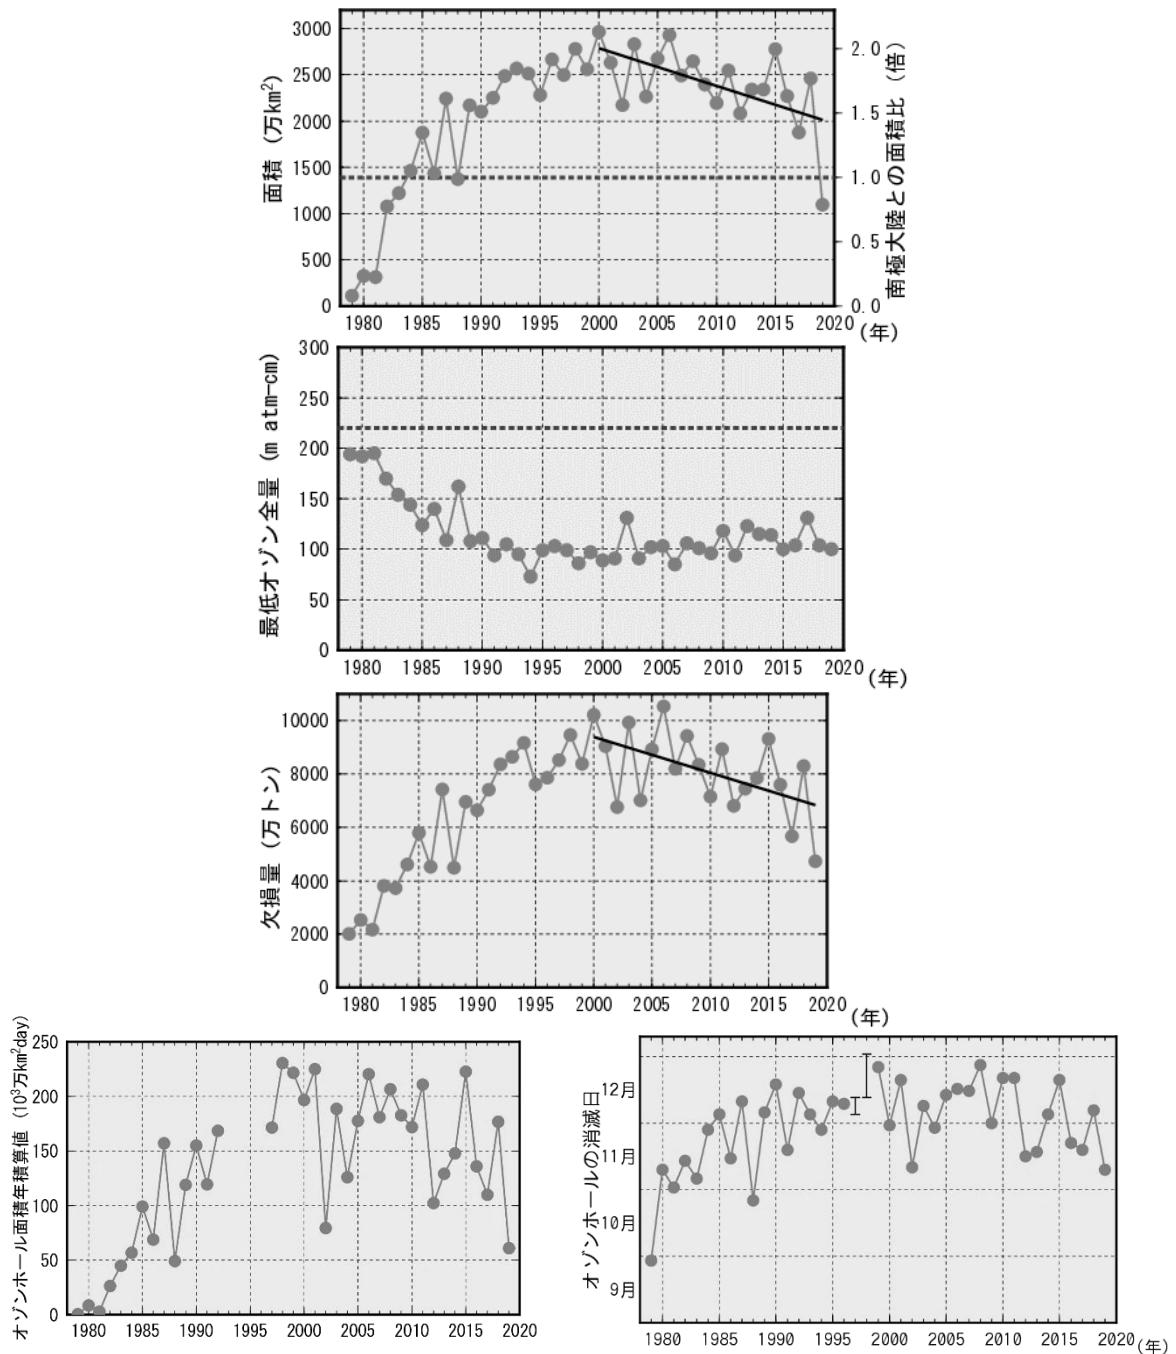 面積 (万km²)
3000
2500
2000
1500
1000
500
0
2.0
1.5
1.0
0.5
0.0
南極大陸との面積比 (倍)
1980 1985 1990 1995 2000 2005 2010 2015 2020 (年)
最低オゾン全量 (m atm-cm)
300
250
200
150
100
50
0
1980 1985 1990 1995 2000 2005 2010 2015 2020 (年)
欠損量 (万トン)
10000
8000
6000
4000
2000
0
1980 1985 1990 1995 2000 2005 2010 2015 2020 (年)
オゾンホール面積年積算値 (10³万km²day)
250
200
150
100
50
0
1980 1985 1990 1995 2000 2005 2010 2015 2020
オゾンホールの消滅日
12月
11月
10月
9月
1980 1985 1990 1995 2000 2005 2010 2015 2020 (年)